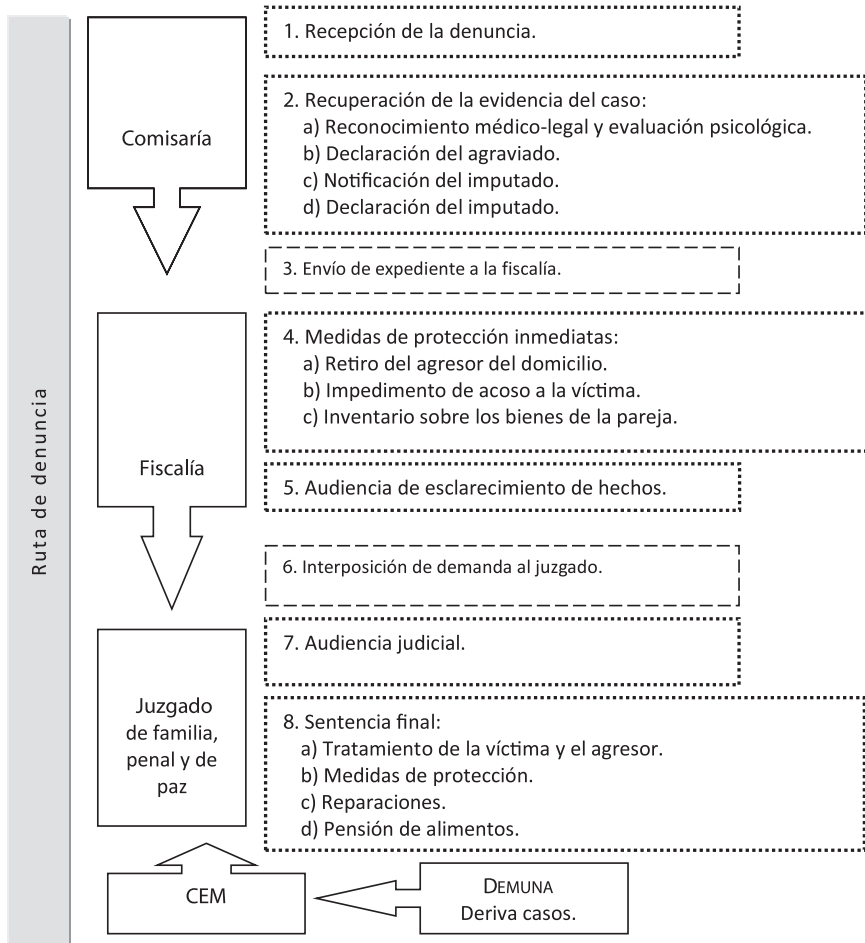 Ruta de denuncia
Comisaría
1. Recepción de la denuncia.
2. Recuperación de la evidencia del caso:
a) Reconocimiento médico-legal y evaluación psicológica.
b) Declaración del agraviado.
c) Notificación del imputado.
d) Declaración del imputado.
3. Envío de expediente a la fiscalía.
Fiscalía
4. Medidas de protección inmediatas:
a) Retiro del agresor del domicilio.
b) Impedimento de acoso a la víctima.
c) Inventario sobre los bienes de la pareja.
5. Audiencia de esclarecimiento de hechos.
6. Interposición de demanda al juzgado.
Juzgado
de familia,
penal y de
paz
7. Audiencia judicial.
8. Sentencia final:
a) Tratamiento de la víctima y el agresor.
b) Medidas de protección.
c) Reparaciones.
d) Pensión de alimentos.
CEM
DEMUNA
Deriva casos.